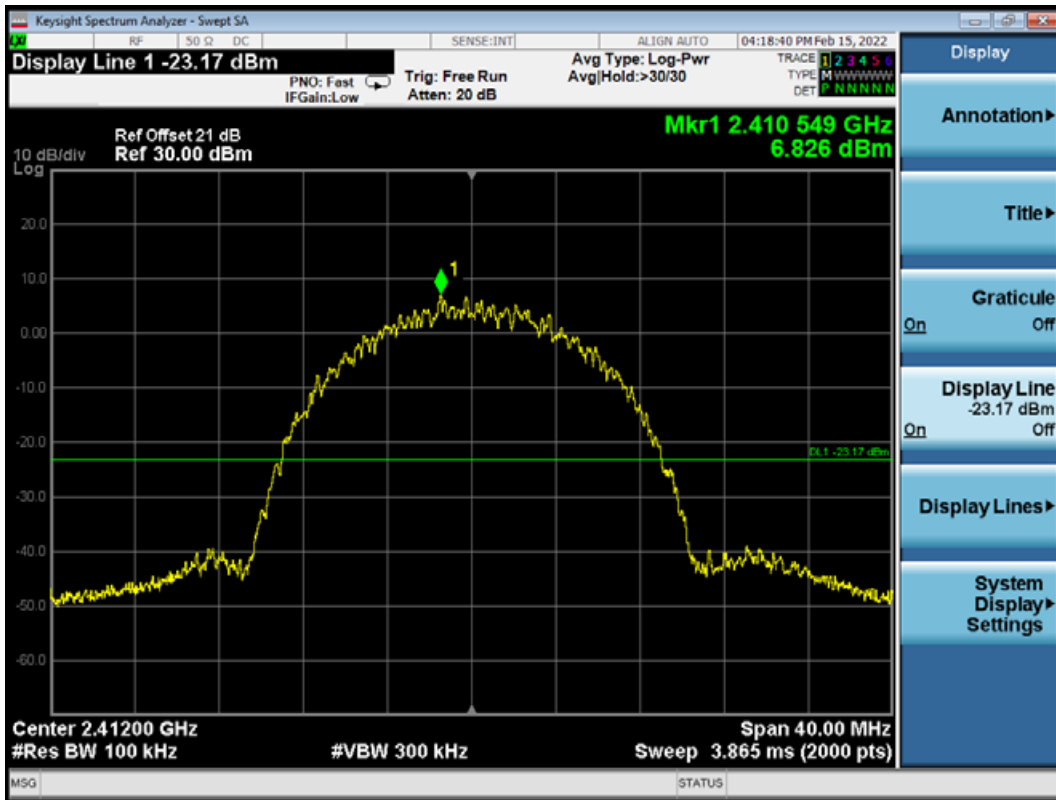 Keysight Spectrum Analyzer - Swept SA
LXI
RF 50 Ω DC SENSE:INT ALIGN AUTO 04:18:40 PM Feb 15, 2022
Display Line 1 -23.17 dBm
PNO: Fast
IFGain:Low
Trig: Free Run
Atten: 20 dB
Avg Type: Log-Pwr
Avg|Hold:>30/30
TRACE 1 2 3 4 5 6
TYPE M W W W W W
DET P N N N N N
Mkr1 2.410 549 GHz
6.826 dBm
Ref Offset 21 dB
10 dB/div Ref 30.00 dBm
Log
20.0
10.0
0.00
-10.0
-20.0
-30.0
-40.0
-50.0
-60.0
1
DL1 -23.17 dBm
Center 2.41200 GHz Span 40.00 MHz
#Res BW 100 kHz #VBW 300 kHz Sweep 3.865 ms (2000 pts)
MSG STATUS
Display
Annotation
Title
Graticule
On Off
Display Line
-23.17 dBm
On Off
Display Lines
System
Display
Settings